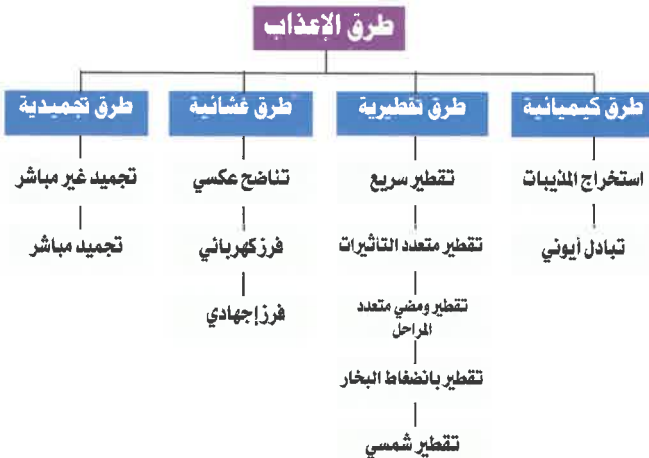 طرق الإعذاب
طرق كيميائية
استخراج المذيبات
تبادل أيوني
طرق تقطيرية
تقطير سريع
تقطير متعدد التاثيرات
تقطير ومضي متعدد
المراحل
تقطير بانضغاط البخار
تقطير شمسي
طرق غشائية
تناضح عكسي
فرز كهربائي
فرز إجهادي
طرق تجميدية
تجميد غير مباشر
تجميد مباشر